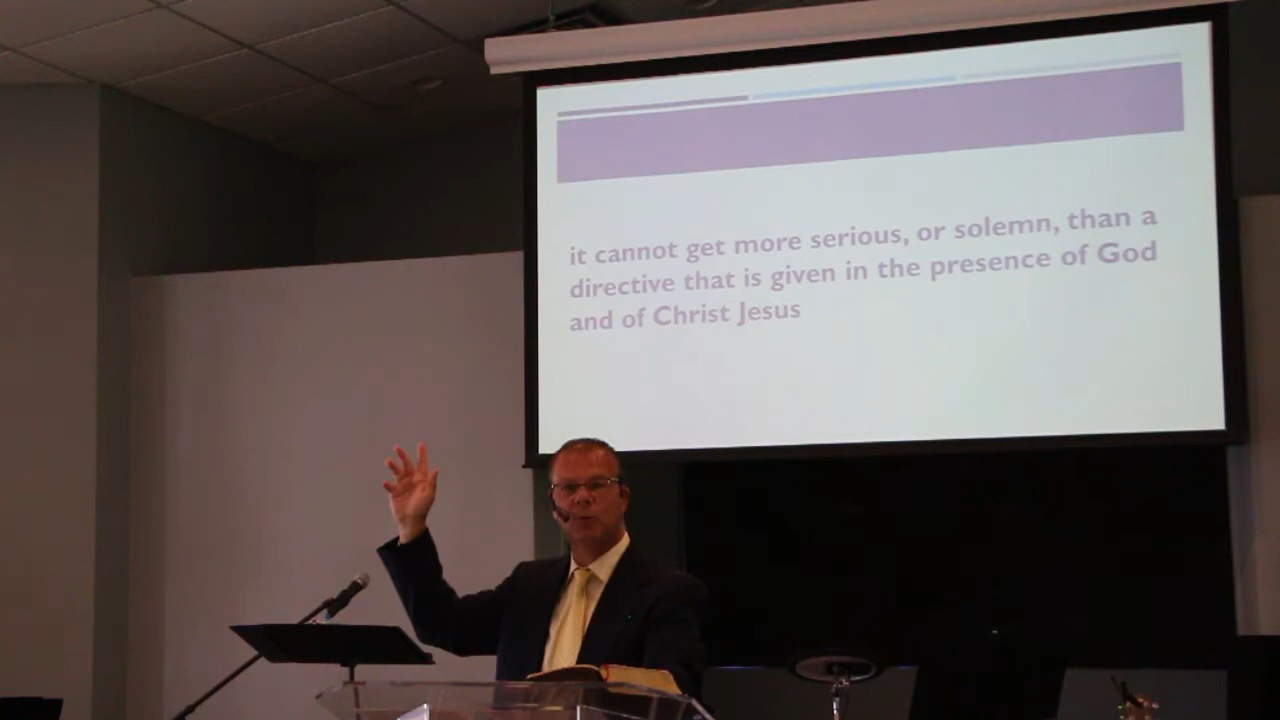 it cannot get more serious, or solemn, than a
directive that is given in the presence of God
and of Christ Jesus